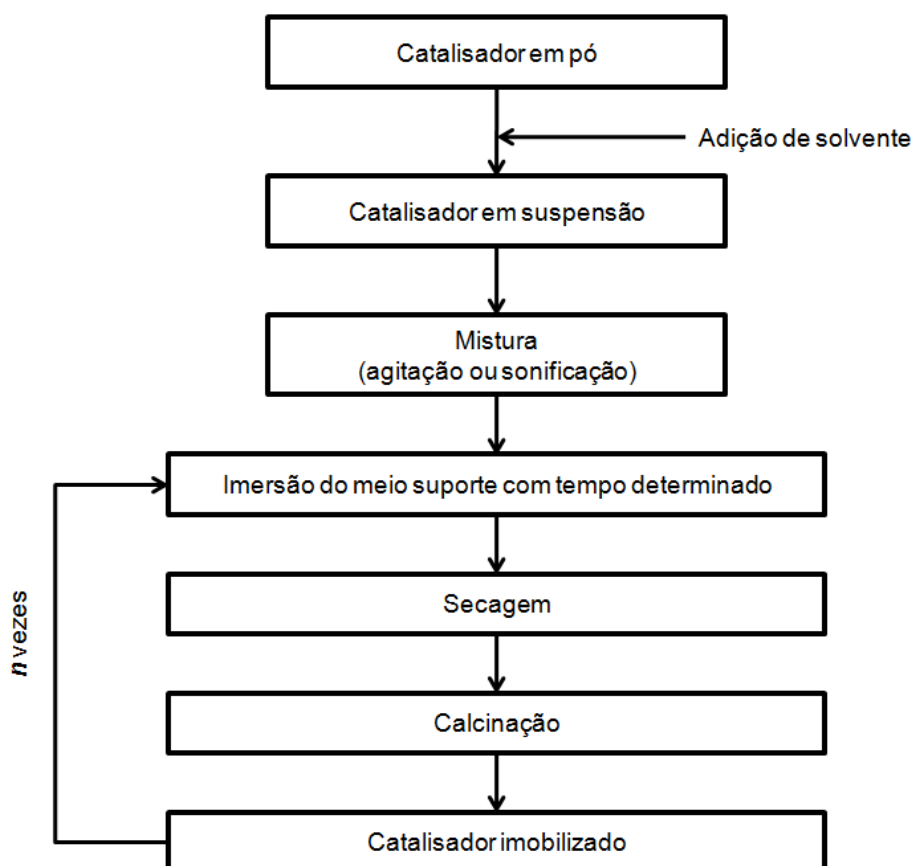 Catalisador em pó
Adição de solvente
Catalisador em suspensão
Mistura
(agitação ou sonificação)
Imersão do meio suporte com tempo determinado
Secagem
n vezes
Calcinação
Catalisador imobilizado